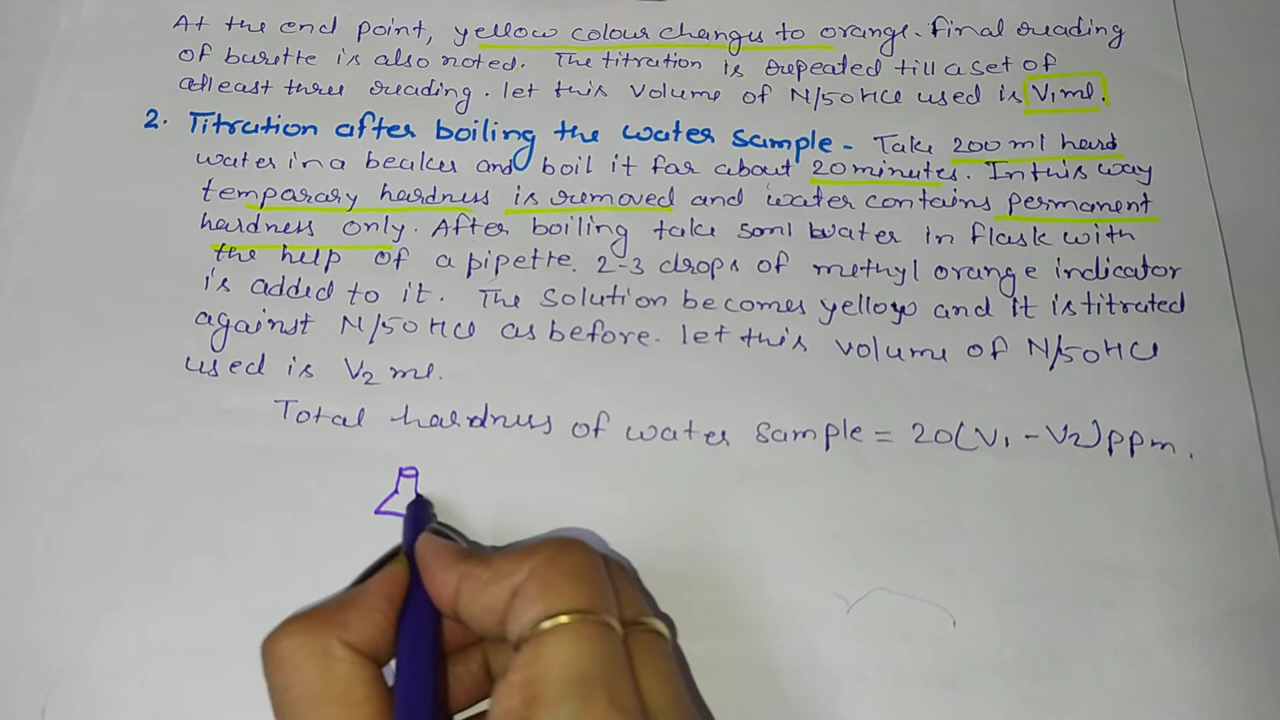 At the end point, yellow colour changes to orange. Final reading
of burette is also noted. The titration is repeated till a set of
atleast three reading. let this volume of N/50 HCl used is V₁ ml.
2. Titration after boiling the water sample - Take 200 ml hard
water in a beaker and boil it for about 20 minutes. In this way
temparary hardness is removed and water contains permanent
hardness only. After boiling take 50ml water in flask with
the help of a pipette. 2-3 drops of methyl orange indicator
is added to it. The solution becomes yellow and it is titrated
against N/50 HCl as before. let this volume of N/50 HCl
used is V₂ ml.
Total hardness of water sample = 20(V₁ - V₂) ppm.